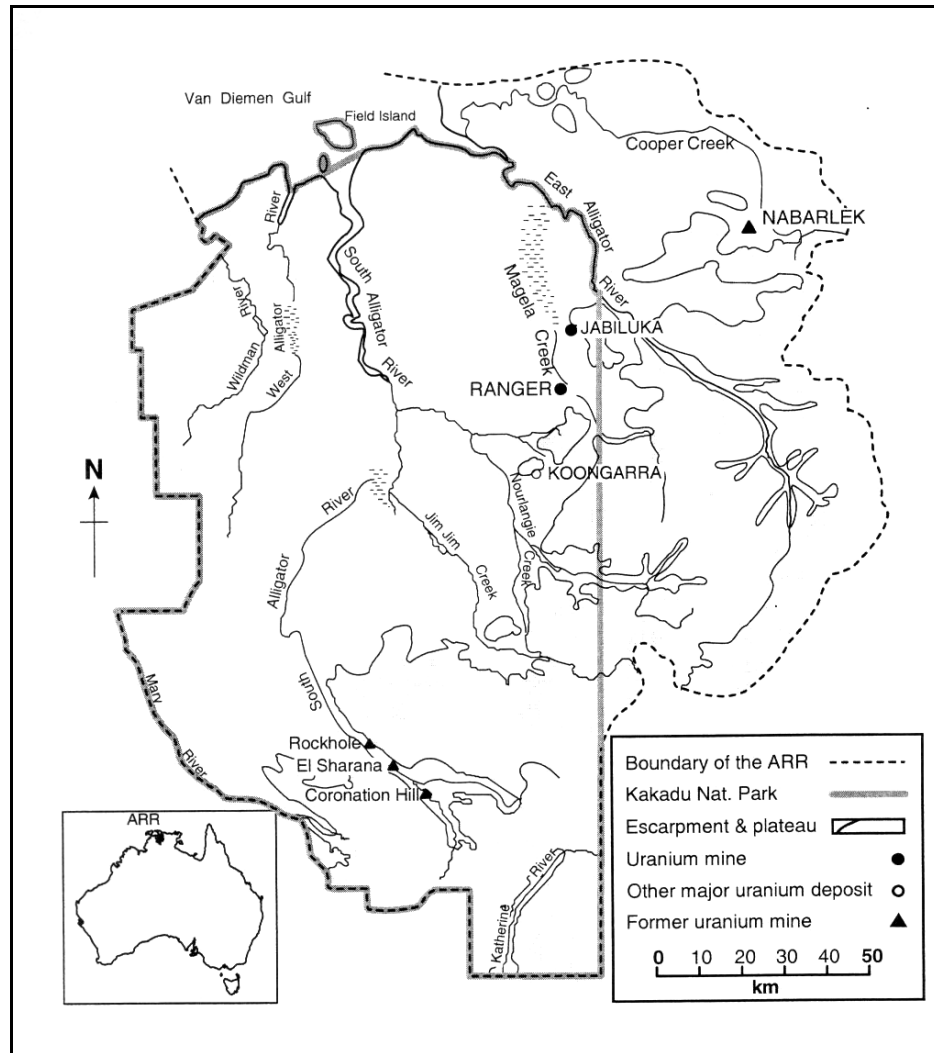 Van Diemen Gulf
Field Island
Cooper Creek
NABARLEK
East Alligator River
River
South Alligator River
Magela Creek
JABILUKA
RANGER
Wildman River
West Alligator
N
KOONGARRA
Nourlangie Creek
Jim Jim Creek
South Alligator River
Mary River
Rockhole
El Sharana
Coronation Hill
Katherine River
ARR
Boundary of the ARR
Kakadu Nat. Park
Escarpment & plateau
Uranium mine
Other major uranium deposit
Former uranium mine
0 10 20 30 40 50
km